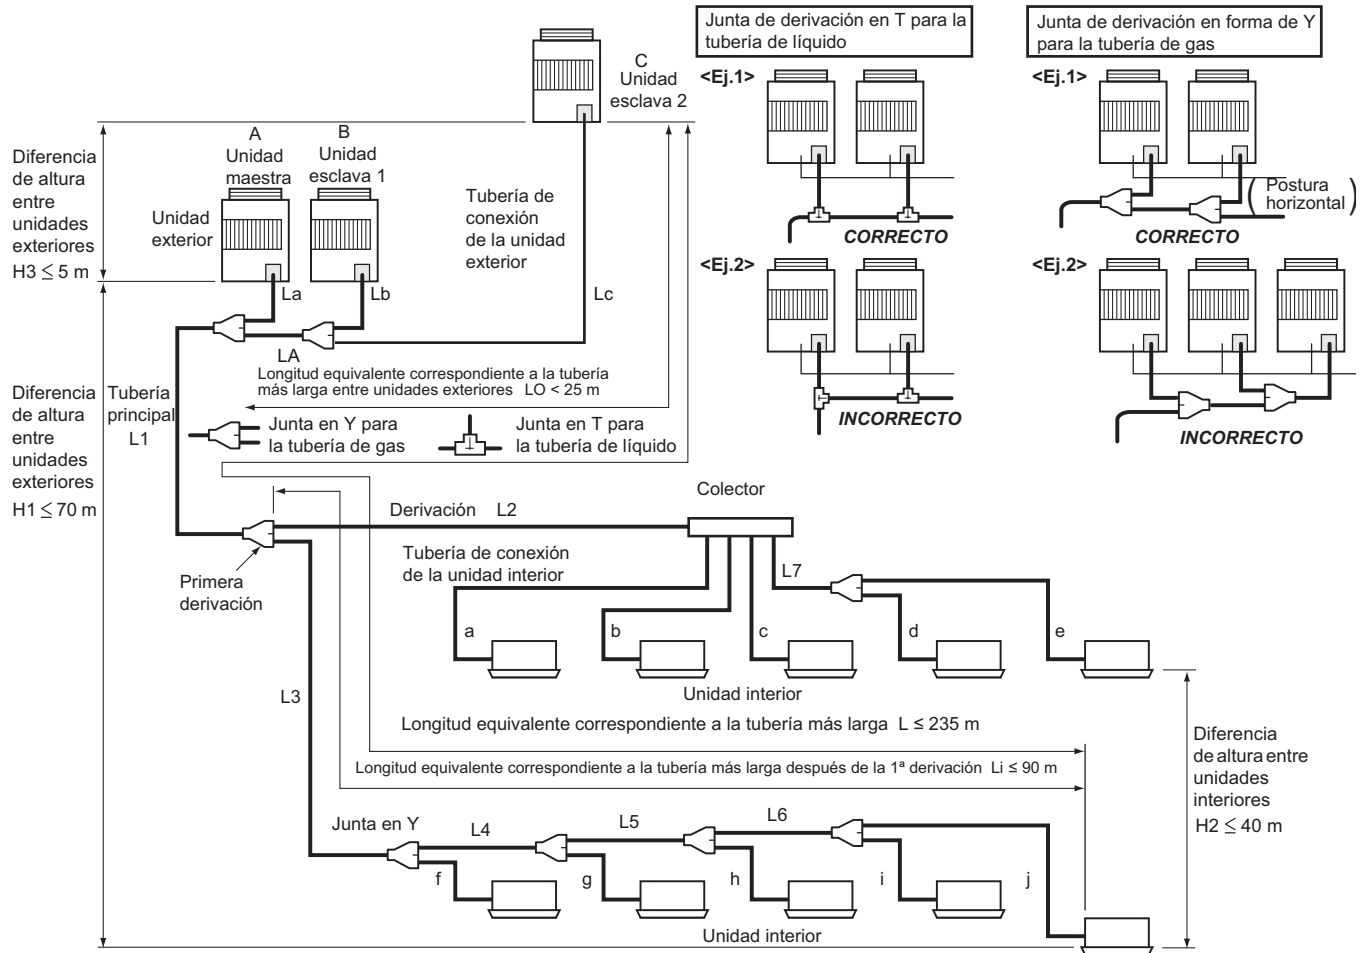 C
Unidad
esclava 2
A
Unidad
maestra
B
Unidad
esclava 1
Diferencia
de altura
entre
unidades
exteriores
H3 ≤ 5 m
Unidad
exterior
Tubería de
conexión
de la unidad
exterior
La
Lb
Lc
LA
Longitud equivalente correspondiente a la tubería
más larga entre unidades exteriores LO < 25 m
Diferencia
de altura
entre
unidades
exteriores
H1 ≤ 70 m
Tubería
principal
L1
Junta en Y para
la tubería de gas
Junta en T para
la tubería de líquido
Junta de derivación en T para la
tubería de líquido
<Ej.1>
CORRECTO
<Ej.2>
INCORRECTO
Junta de derivación en forma de Y
para la tubería de gas
<Ej.1>
(Postura
horizontal)
CORRECTO
<Ej.2>
INCORRECTO
Colector
Derivación L2
Primera
derivación
Tubería de conexión
de la unidad interior
L7
a
b
c
d
e
Unidad interior
L3
Longitud equivalente correspondiente a la tubería más larga L ≤ 235 m
Longitud equivalente correspondiente a la tubería más larga después de la 1ª derivación Li ≤ 90 m
Diferencia
de altura entre
unidades
interiores
H2 ≤ 40 m
Junta en Y
L4
L5
L6
f
g
h
i
j
Unidad interior